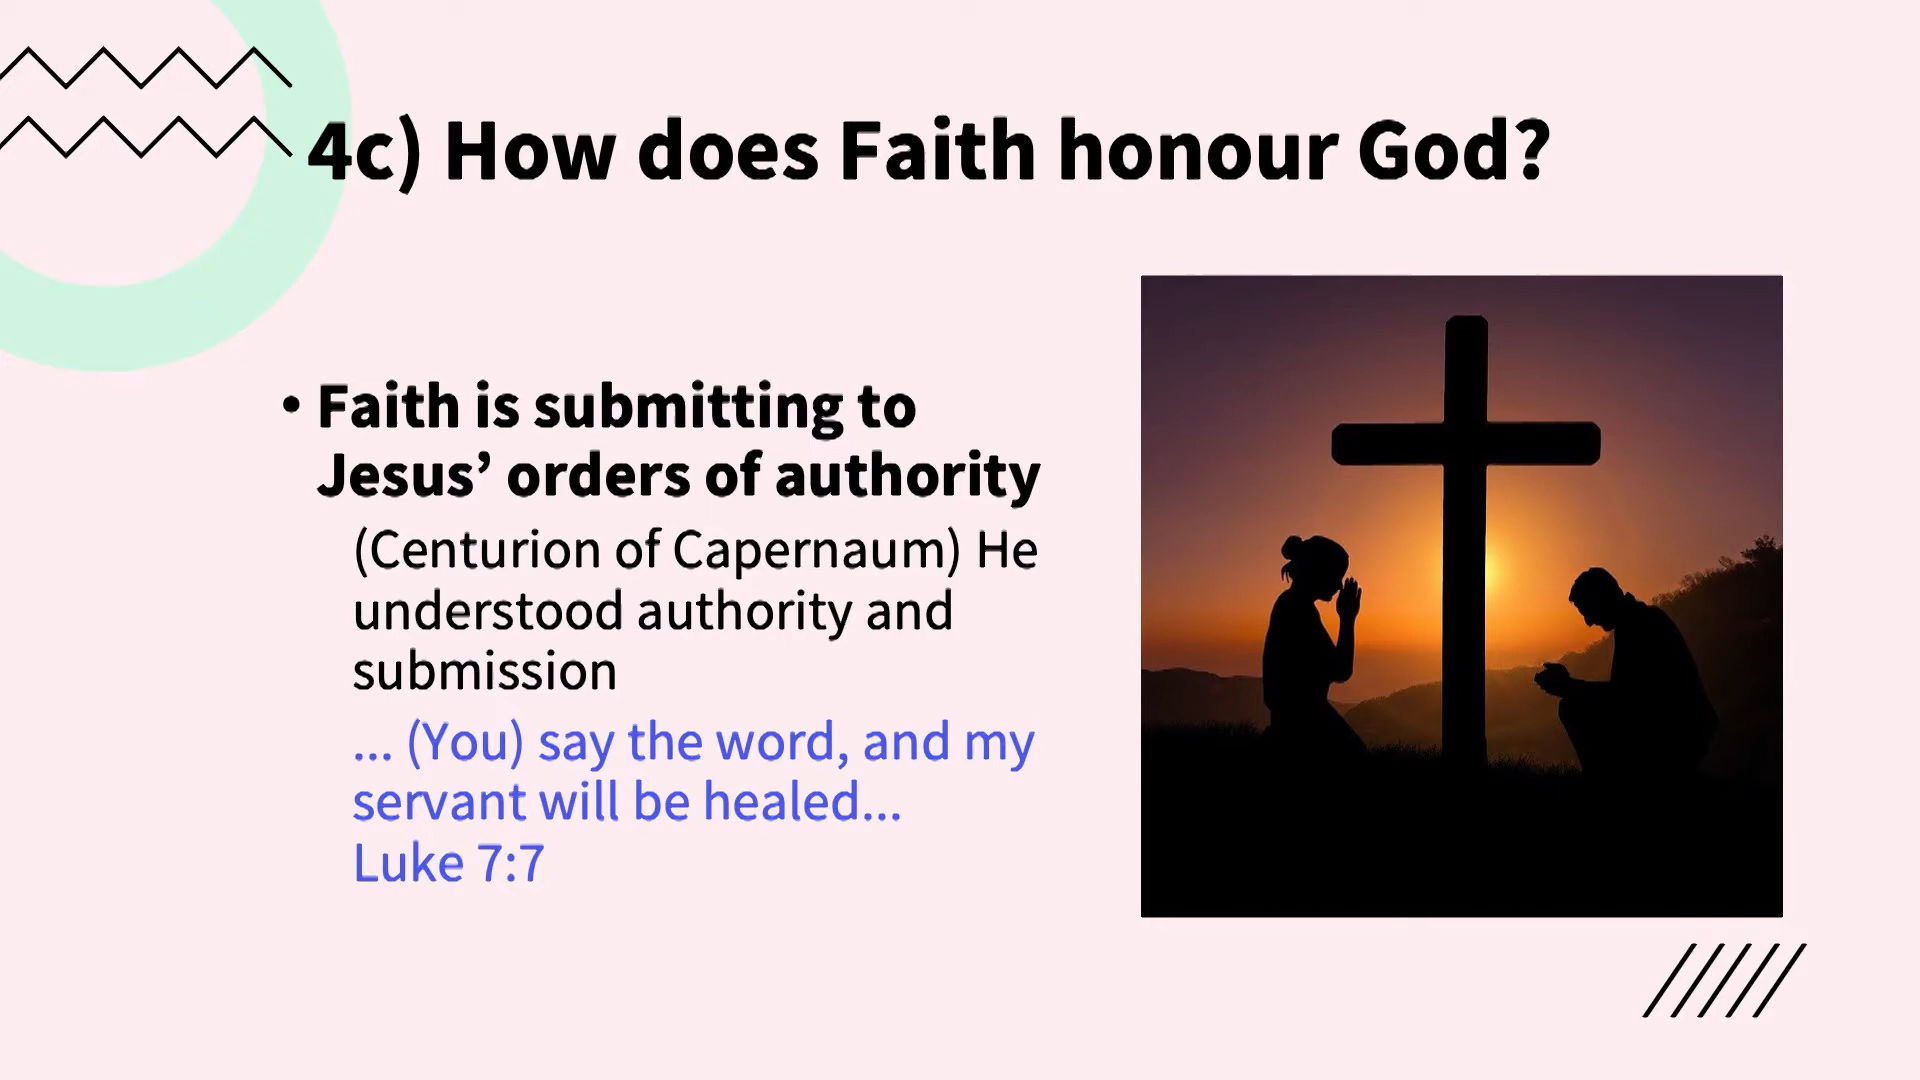 4c) How does Faith honour God?
• Faith is submitting to
Jesus’ orders of authority
(Centurion of Capernaum) He
understood authority and
submission
... (You) say the word, and my
servant will be healed...
Luke 7:7